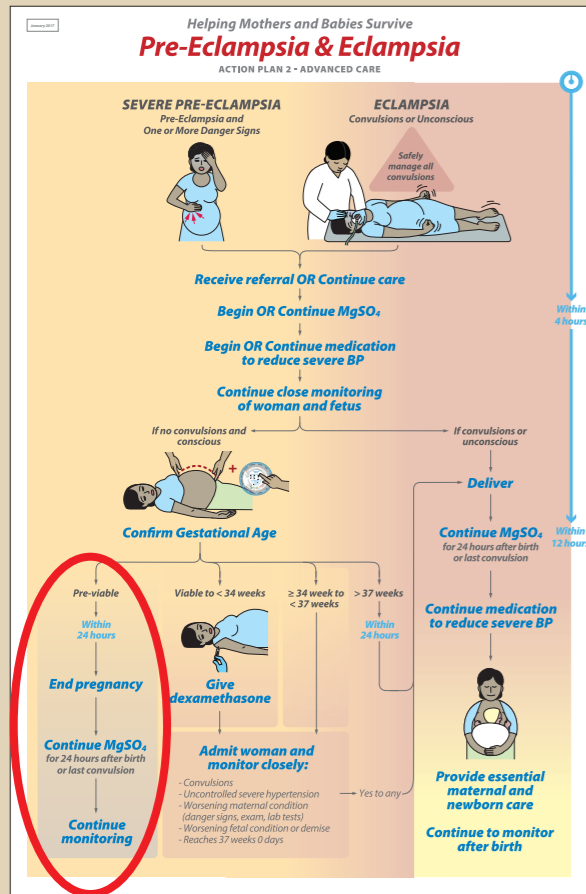 January 2017
Helping Mothers and Babies Survive
Pre-Eclampsia & Eclampsia
ACTION PLAN 2 - ADVANCED CARE
SEVERE PRE-ECLAMPSIA
Pre-Eclampsia and
One or More Danger Signs
ECLAMPSIA
Convulsions or Unconscious
Safely
manage all
convulsions
Receive referral OR Continue care
Begin OR Continue MgSO₄
Begin OR Continue medication
to reduce severe BP
Continue close monitoring
of woman and fetus
Within
4 hours
If no convulsions and
conscious
If convulsions or
unconscious
+
Confirm Gestational Age
Deliver
Continue MgSO₄
for 24 hours after birth
or last convulsion
Within
12 hours
Continue medication
to reduce severe BP
Pre-viable
Within
24 hours
End pregnancy
Continue MgSO₄
for 24 hours after birth
or last convulsion
Continue
monitoring
Viable to < 34 weeks
Give
dexamethasone
≥ 34 week to
< 37 weeks
> 37 weeks
Within
24 hours
Admit woman and
monitor closely:
- Convulsions
- Uncontrolled severe hypertension
- Worsening maternal condition
(danger signs, exam, lab tests)
- Worsening fetal condition or demise
- Reaches 37 weeks 0 days
Yes to any
Provide essential
maternal and
newborn care
Continue to monitor
after birth